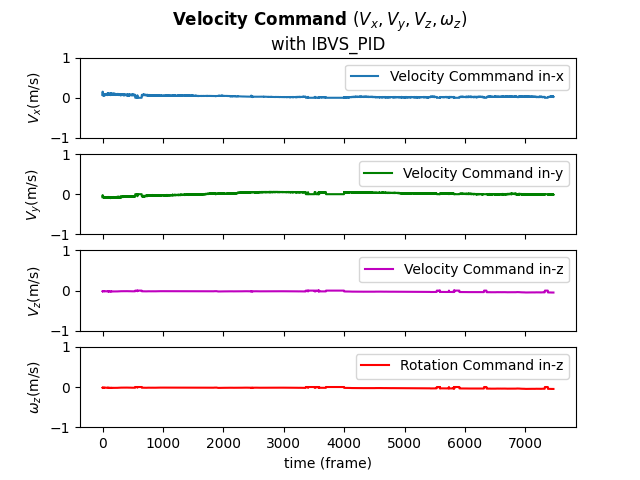 Velocity Command (Vx, Vy, Vz, ωz)
with IBVS_PID
1
0
−1
Vx(m/s)
Velocity Commmand in-x
1
0
−1
Vy(m/s)
Velocity Command in-y
1
0
−1
Vz(m/s)
Velocity Command in-z
1
0
−1
ωz(m/s)
Rotation Command in-z
0 1000 2000 3000 4000 5000 6000 7000
time (frame)